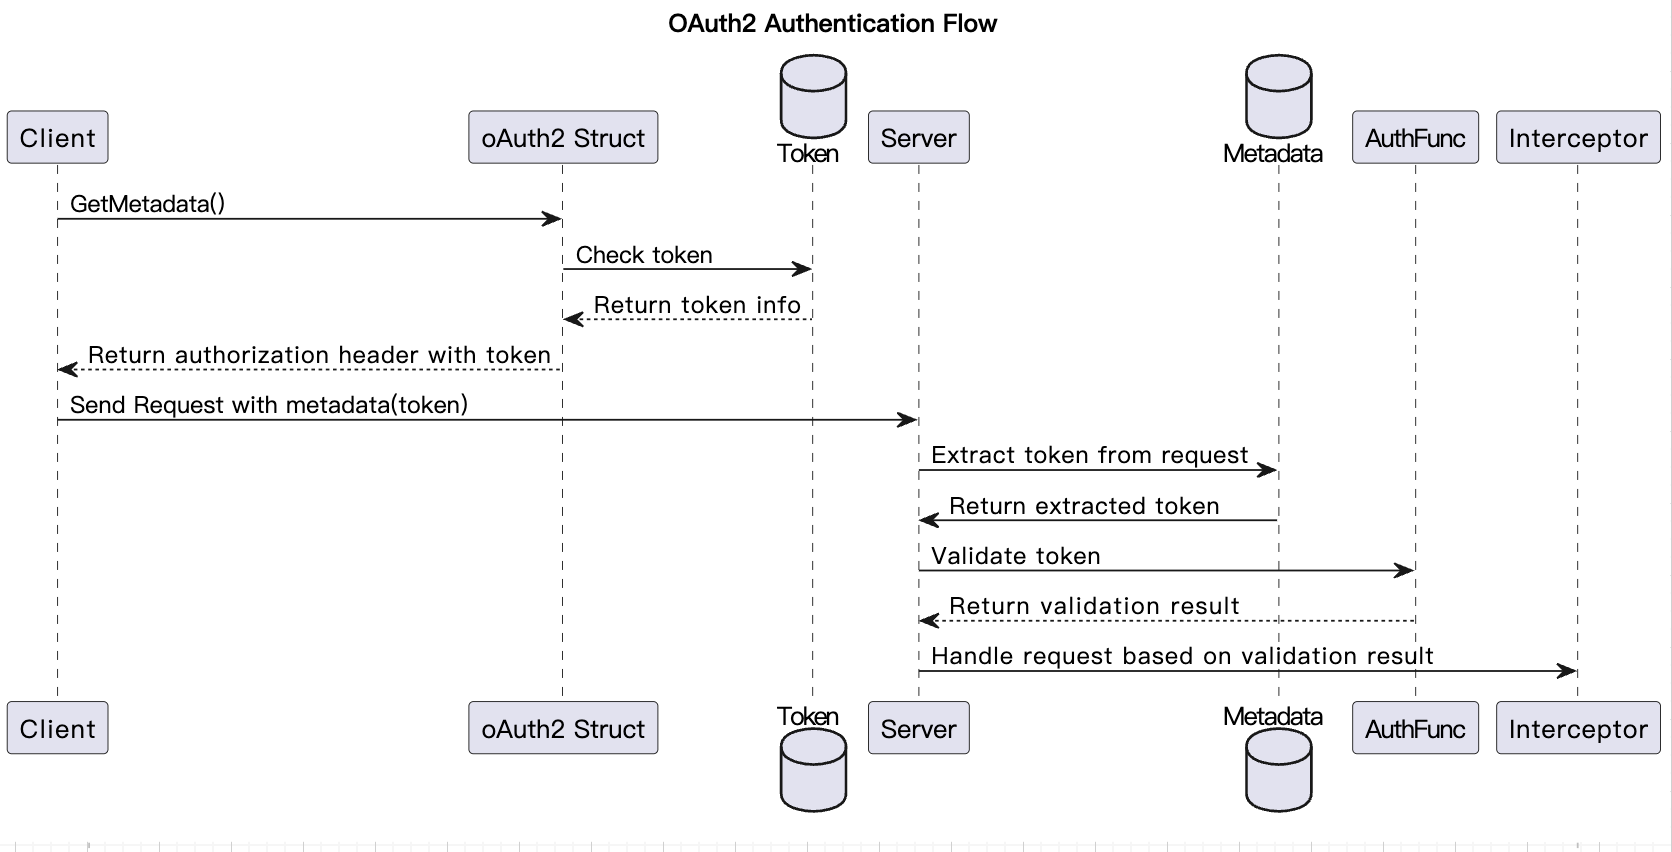 OAuth2 Authentication Flow
Client
oAuth2 Struct
Token
Server
Metadata
AuthFunc
Interceptor
GetMetadata()
Check token
Return token info
Return authorization header with token
Send Request with metadata(token)
Extract token from request
Return extracted token
Validate token
Return validation result
Handle request based on validation result
Client
oAuth2 Struct
Token
Server
Metadata
AuthFunc
Interceptor